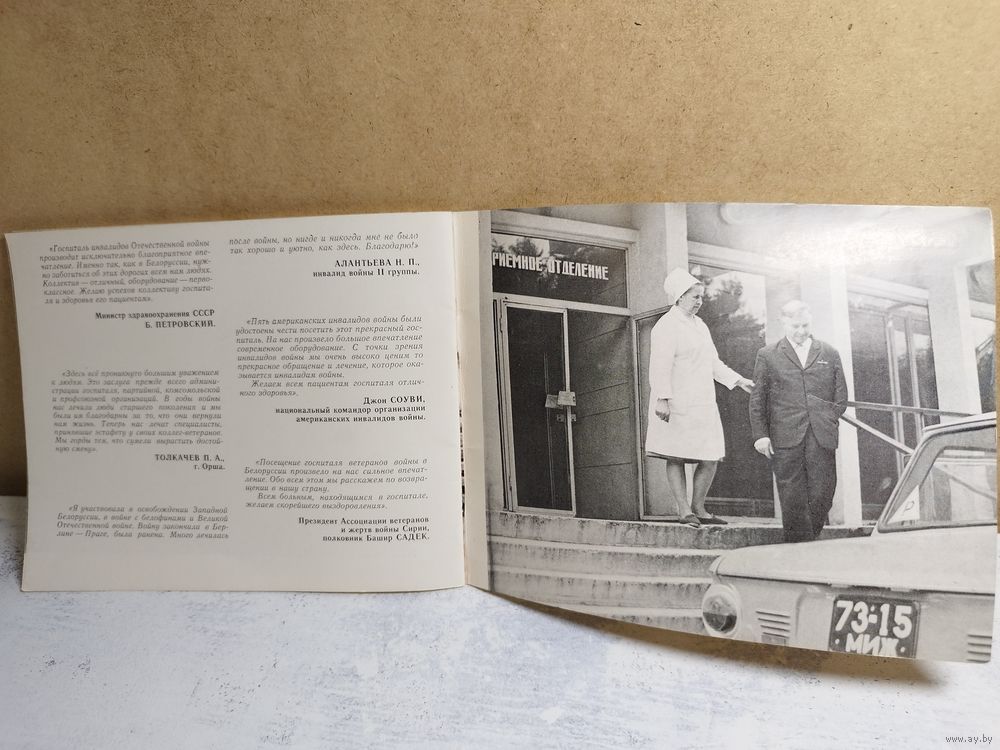 «Госпиталь инвалидов Отечественной войны
производит исключительно благоприятное впе-
чатление. Именно так, как в Белоруссии, нуж-
но заботиться об этих дорогих всем нам людях.
Коллектив — отличный, оборудование — перво-
классное. Желаю успехов коллективу госпита-
ля и здоровья его пациентам».
Министр здравоохранения СССР
Б. ПЕТРОВСКИЙ.
«Здесь всё проникнуто большим уважением
к людям. Это заслуга прежде всего админи-
страции госпиталя, партийной, комсомольской
и профсоюзной организаций. В годы войны
нас лечили люди старшего поколения и мы
были им благодарны за то, что они вернули
нам жизнь. Теперь нас лечат специалисты,
принявшие эстафету у своих коллег-ветеранов.
Мы горды тем, что сумели вырастить достой-
ную смену».
ТОЛКАЧЕВ П. А.,
г. Орша.
«Я участвовала в освобождении Западной
Белоруссии, в войне с белофинами и Великой
Отечественной войне. Войну закончила в Бер-
лине — Праге, была ранена. Много лечилась
после войны, но нигде и никогда мне не было
так хорошо и уютно, как здесь. Благодарю!»
АЛАНТЬЕВА Н. П.,
инвалид войны II группы.
«Пять американских инвалидов войны были
удостоены чести посетить этот прекрасный гос-
питаль. На нас произвело большое впечатление
современное оборудование. С точки зрения
инвалидов войны мы очень высоко ценим то
прекрасное обращение и лечение, которое ока-
зывается инвалидам войны.
Желаем всем пациентам госпиталя отлич-
ного здоровья».
Джон СОУВИ,
национальный командор организации
американских инвалидов войны.
«Посещение госпиталя ветеранов войны в
Белоруссии произвело на нас сильное впечат-
ление. Обо всем этом мы расскажем по возвра-
щении в нашу страну.
Всем больным, находящимся в госпитале,
желаем скорейшего выздоровления».
Президент Ассоциации ветеранов
и жертв войны Сирии,
полковник Башир САДЕК.
РИЕМНОЕ ОТДЕЛЕНИЕ
73-15
МИЖ
www.ay.by